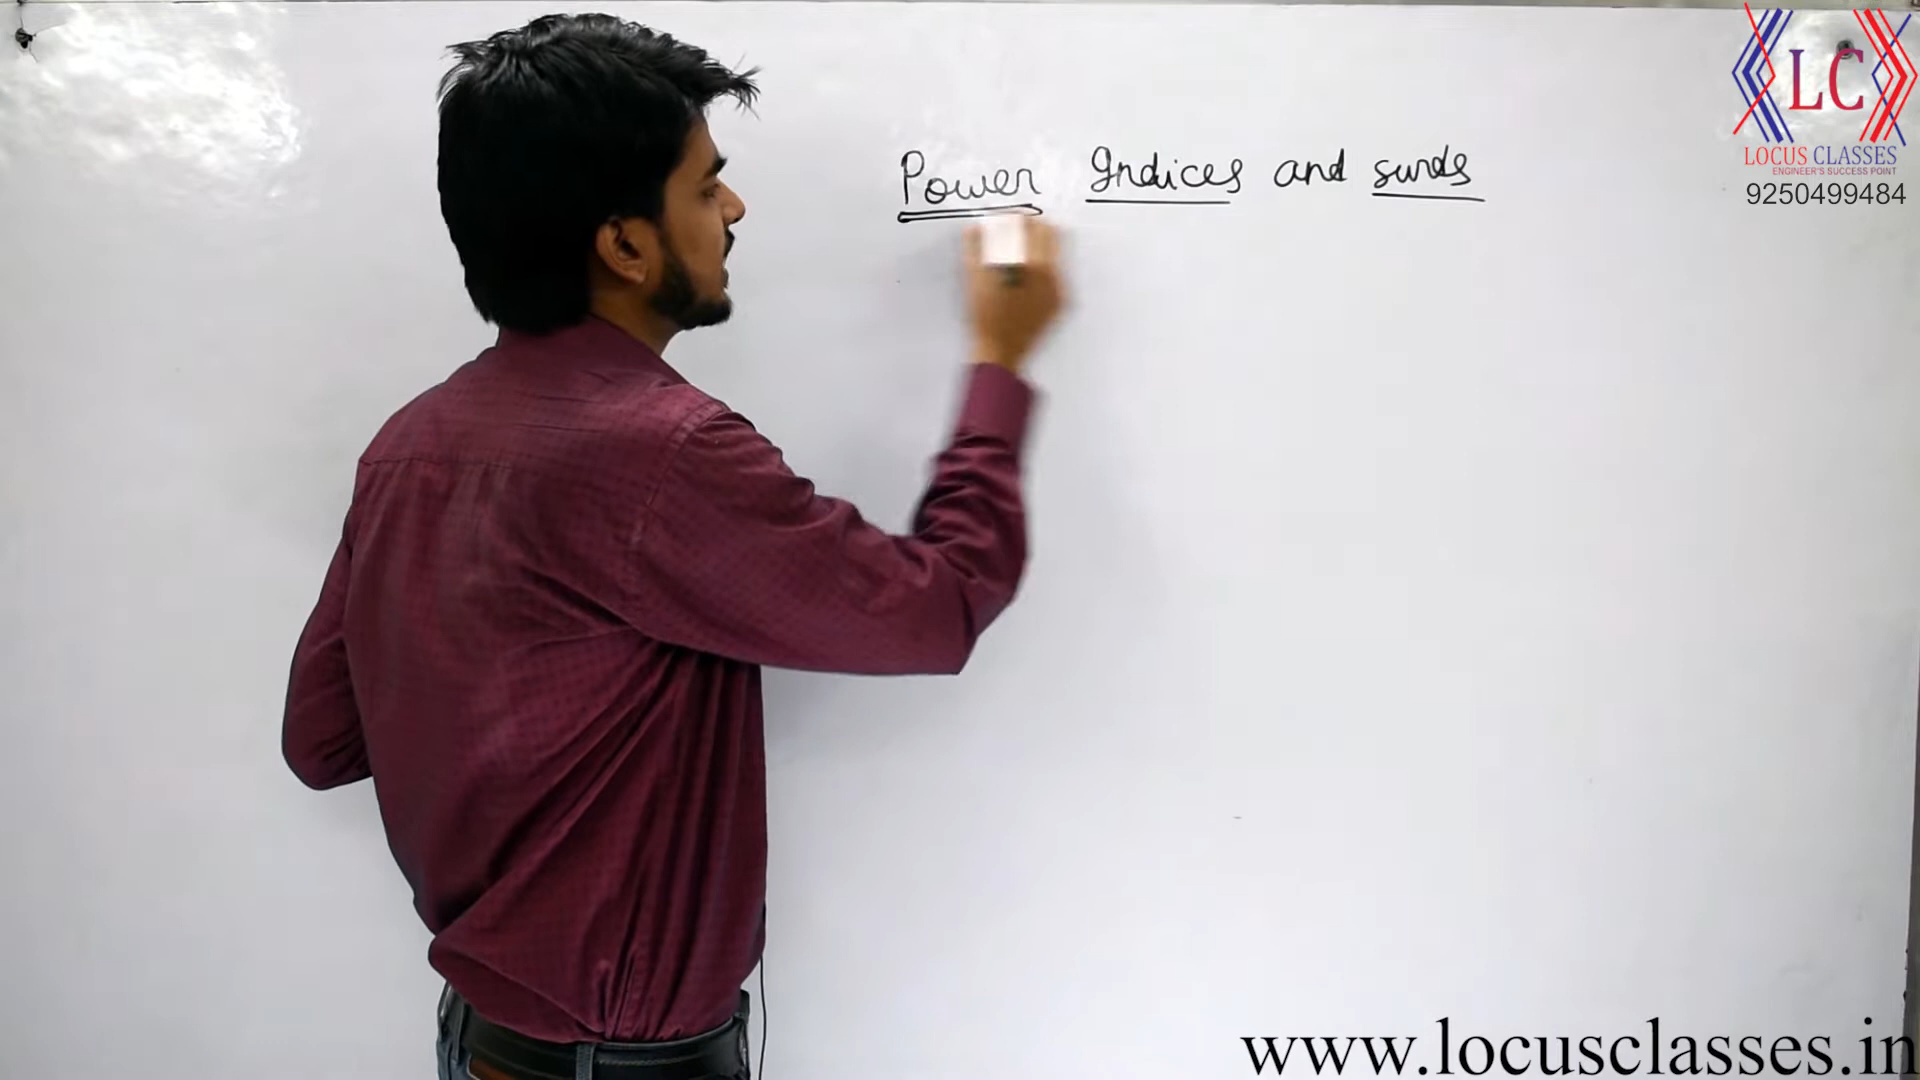 Power Indices and surds
LC
LOCUS CLASSES
ENGINEER'S SUCCESS POINT
9250499484
www.locusclasses.in